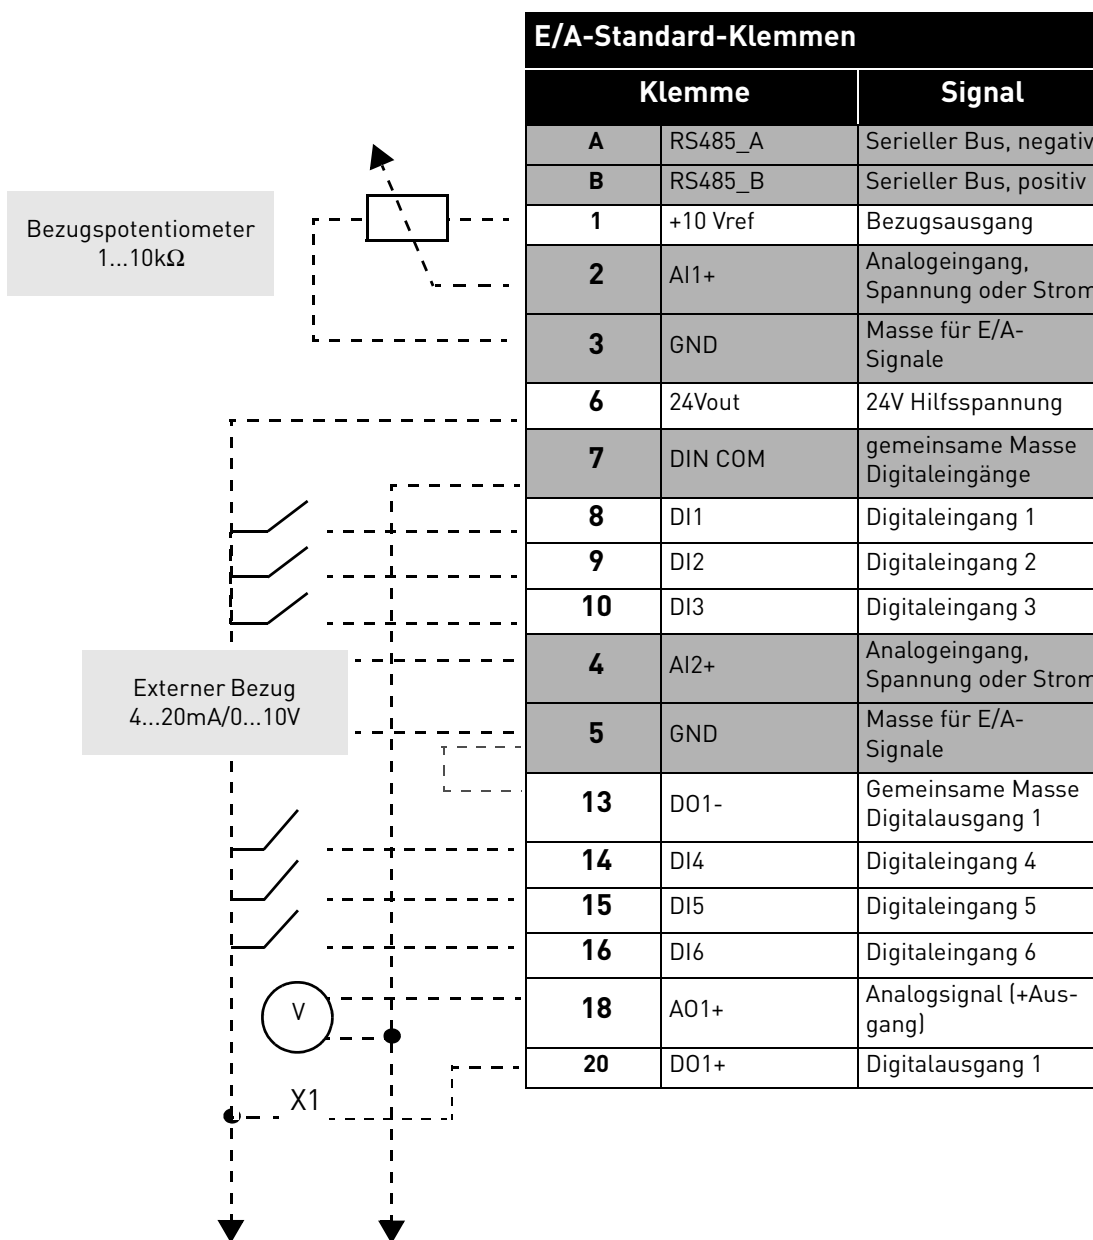 E/A-Standard-Klemmen
Klemme Signal
A RS485_A Serieller Bus, negativ
B RS485_B Serieller Bus, positiv
1 +10 Vref Bezugsausgang
Bezugspotentiometer
1...10kΩ
2 AI1+ Analogeingang,
Spannung oder Strom
3 GND Masse für E/A-
Signale
6 24Vout 24V Hilfsspannung
7 DIN COM gemeinsame Masse
Digitaleingänge
8 DI1 Digitaleingang 1
9 DI2 Digitaleingang 2
10 DI3 Digitaleingang 3
4 AI2+ Analogeingang,
Spannung oder Strom
Externer Bezug
4...20mA/0...10V
5 GND Masse für E/A-
Signale
13 DO1- Gemeinsame Masse
Digitalausgang 1
14 DI4 Digitaleingang 4
15 DI5 Digitaleingang 5
16 DI6 Digitaleingang 6
V
18 AO1+ Analogsignal (+Aus-
gang)
20 DO1+ Digitalausgang 1
X1